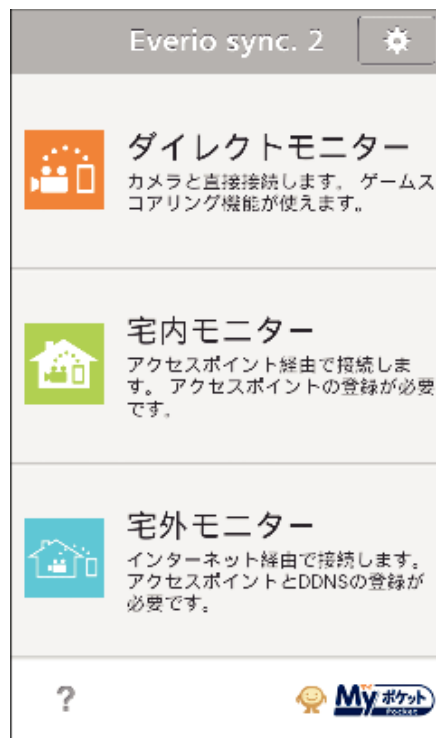 Everio sync. 2
ダイレクトモニター
カメラと直接接続します。 ゲームス
コアリング機能が使えます。
宅内モニター
アクセスポイント経由で接続しま
す。 アクセスポイントの登録が必要
です。
宅外モニター
インターネット経由で接続します。
アクセスポイントとDDNSの登録が
必要です。
?
マイ
My ポケット
Pocket